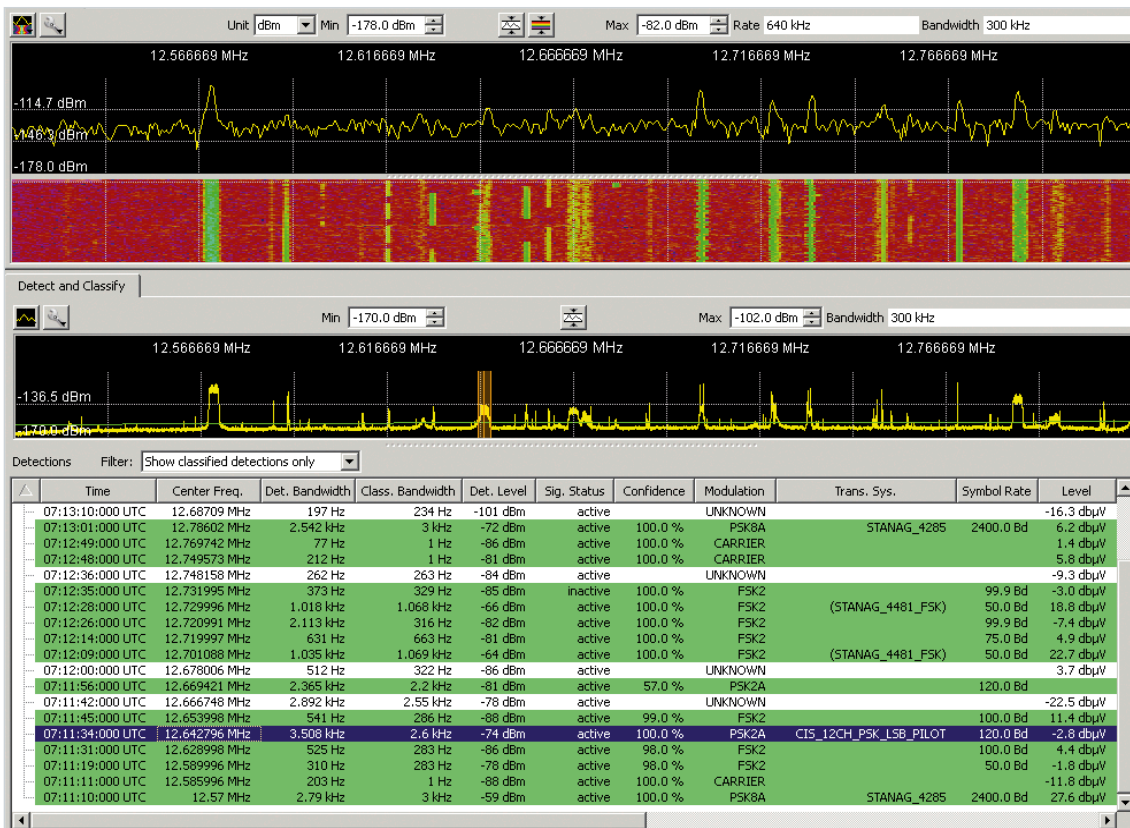 Unit dBm Min -178.0 dBm Max -82.0 dBm Rate 640 kHz Bandwidth 300 kHz
12.566669 MHz 12.616669 MHz 12.666669 MHz 12.716669 MHz 12.766669 MHz
-114.7 dBm
-146.3 dBm
-178.0 dBm
Detect and Classify
Min -170.0 dBm Max -102.0 dBm Bandwidth 300 kHz
12.566669 MHz 12.616669 MHz 12.666669 MHz 12.716669 MHz 12.766669 MHz
-136.5 dBm
-170.9 dBm
Detections Filter: Show classified detections only
Time Center Freq. Det. Bandwidth Class. Bandwidth Det. Level Sig. Status Confidence Modulation Trans. Sys. Symbol Rate Level
07:13:10:000 UTC 12.68709 MHz 197 Hz 234 Hz -101 dBm active UNKNOWN -16.3 dbµV
07:13:01:000 UTC 12.78602 MHz 2.542 kHz 3 kHz -72 dBm active 100.0 % PSK8A STANAG_4285 2400.0 Bd 6.2 dbµV
07:12:49:000 UTC 12.769742 MHz 77 Hz 1 Hz -86 dBm active 100.0 % CARRIER 1.4 dbµV
07:12:48:000 UTC 12.749573 MHz 212 Hz 1 Hz -81 dBm active 100.0 % CARRIER 5.8 dbµV
07:12:36:000 UTC 12.748158 MHz 262 Hz 263 Hz -84 dBm active UNKNOWN -9.3 dbµV
07:12:35:000 UTC 12.731995 MHz 373 Hz 329 Hz -85 dBm inactive 100.0 % FSK2 99.9 Bd -3.0 dbµV
07:12:28:000 UTC 12.729996 MHz 1.018 kHz 1.068 kHz -66 dBm active 100.0 % FSK2 (STANAG_4481_FSK) 50.0 Bd 18.8 dbµV
07:12:26:000 UTC 12.720991 MHz 2.113 kHz 316 Hz -82 dBm active 100.0 % FSK2 99.9 Bd -7.4 dbµV
07:12:14:000 UTC 12.719997 MHz 631 Hz 663 Hz -81 dBm active 100.0 % FSK2 75.0 Bd 4.9 dbµV
07:12:09:000 UTC 12.701088 MHz 1.035 kHz 1.069 kHz -64 dBm active 100.0 % FSK2 (STANAG_4481_FSK) 50.0 Bd 22.7 dbµV
07:12:00:000 UTC 12.678006 MHz 512 Hz 322 Hz -86 dBm active UNKNOWN 3.7 dbµV
07:11:56:000 UTC 12.669421 MHz 2.365 kHz 2.2 kHz -81 dBm active 57.0 % PSK2A 120.0 Bd
07:11:42:000 UTC 12.666748 MHz 2.892 kHz 2.55 kHz -78 dBm active UNKNOWN -22.5 dbµV
07:11:45:000 UTC 12.653998 MHz 541 Hz 286 Hz -88 dBm active 99.0 % FSK2 100.0 Bd 11.4 dbµV
07:11:34:000 UTC 12.642796 MHz 3.508 kHz 2.6 kHz -74 dBm active 100.0 % PSK2A CIS_12CH_PSK_LSB_PILOT 120.0 Bd -2.8 dbµV
07:11:31:000 UTC 12.628998 MHz 525 Hz 283 Hz -86 dBm active 98.0 % FSK2 100.0 Bd 4.4 dbµV
07:11:19:000 UTC 12.589996 MHz 310 Hz 283 Hz -78 dBm active 98.0 % FSK2 50.0 Bd -1.8 dbµV
07:11:11:000 UTC 12.585996 MHz 203 Hz 1 Hz -88 dBm active 100.0 % CARRIER -11.8 dbµV
07:11:10:000 UTC 12.57 MHz 2.79 kHz 3 kHz -59 dBm active 100.0 % PSK8A STANAG_4285 2400.0 Bd 27.6 dbµV